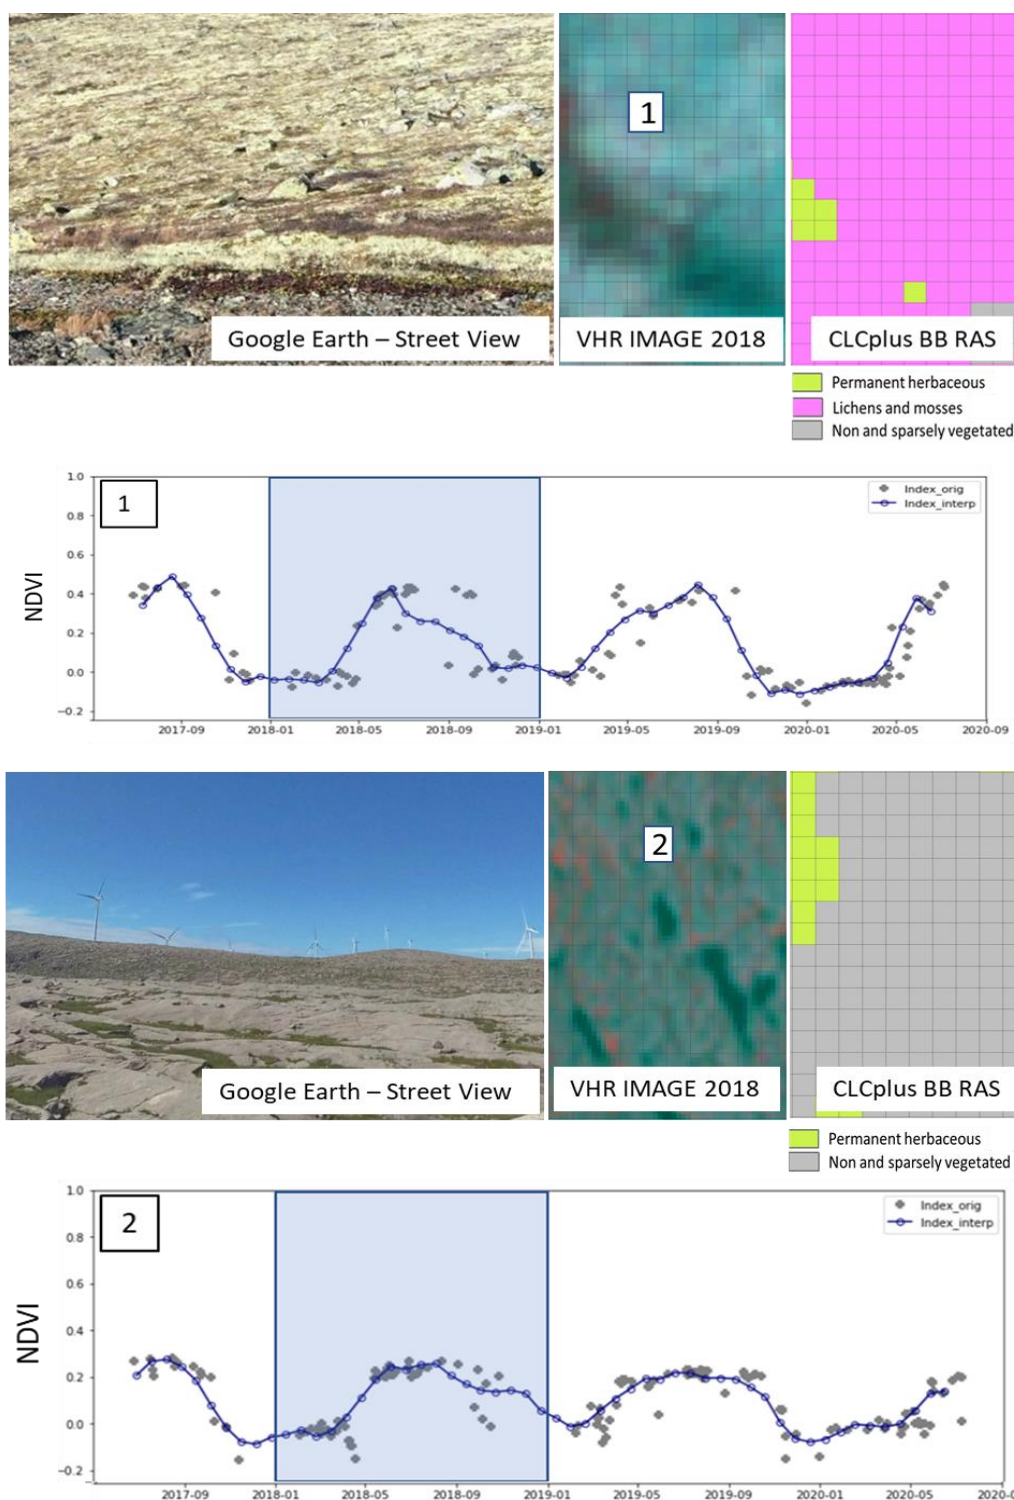 1
Google Earth – Street View
VHR IMAGE 2018
CLCplus BB RAS
Permanent herbaceous
Lichens and mosses
Non and sparsely vegetated
1.0
0.8
0.6
0.4
0.2
0.0
−0.2
NDVI
1
Index_orig
Index_interp
2017-09 2018-01 2018-05 2018-09 2019-01 2019-05 2019-09 2020-01 2020-05 2020-09
2
Google Earth – Street View
VHR IMAGE 2018
CLCplus BB RAS
Permanent herbaceous
Non and sparsely vegetated
1.0
0.8
0.6
0.4
0.2
0.0
−0.2
NDVI
2
Index_orig
Index_interp
2017-09 2018-01 2018-05 2018-09 2019-01 2019-05 2019-09 2020-01 2020-05